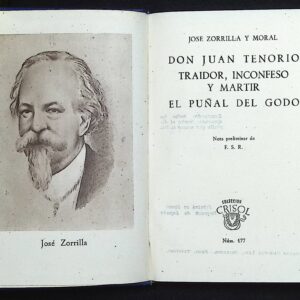 José Zorrilla
JOSE ZORRILLA Y MORAL
DON JUAN TENORIO
TRAIDOR, INCONFESO
Y MARTIR
EL PUÑAL DEL GODO
Nota preliminar de
F. S. R.
CRISOL
Núm. 177